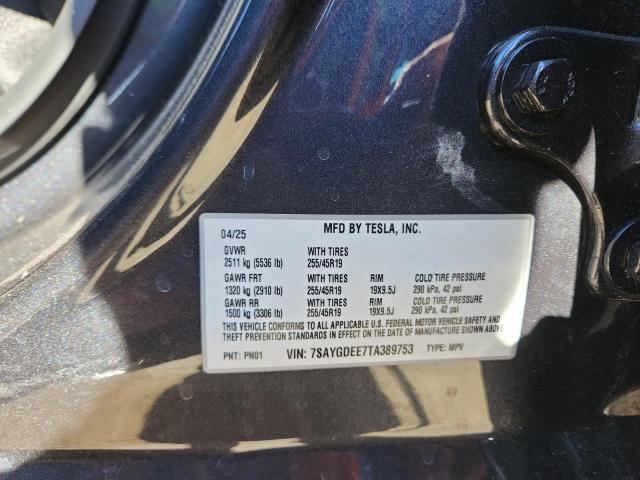 04/25 MFD BY TESLA, INC.
GVWR WITH TIRES
2511 kg (5536 lb) 255/45R19
GAWR FRT WITH TIRES RIM COLD TIRE PRESSURE
1320 kg (2910 lb) 255/45R19 19X9.5J 290 kPa, 42 psi
GAWR RR WITH TIRES RIM COLD TIRE PRESSURE
1500 kg (3306 lb) 255/45R19 19X9.5J 290 kPa, 42 psi
THIS VEHICLE CONFORMS TO ALL APPLICABLE U.S. FEDERAL MOTOR VEHICLE SAFETY AND
THEFT PREVENTION STANDARDS IN EFFECT ON THE DATE OF MANUFACTURE SHOWN ABOVE.
PNT: PN01 VIN: 7SAYGDEE7TA389753 TYPE: MPV